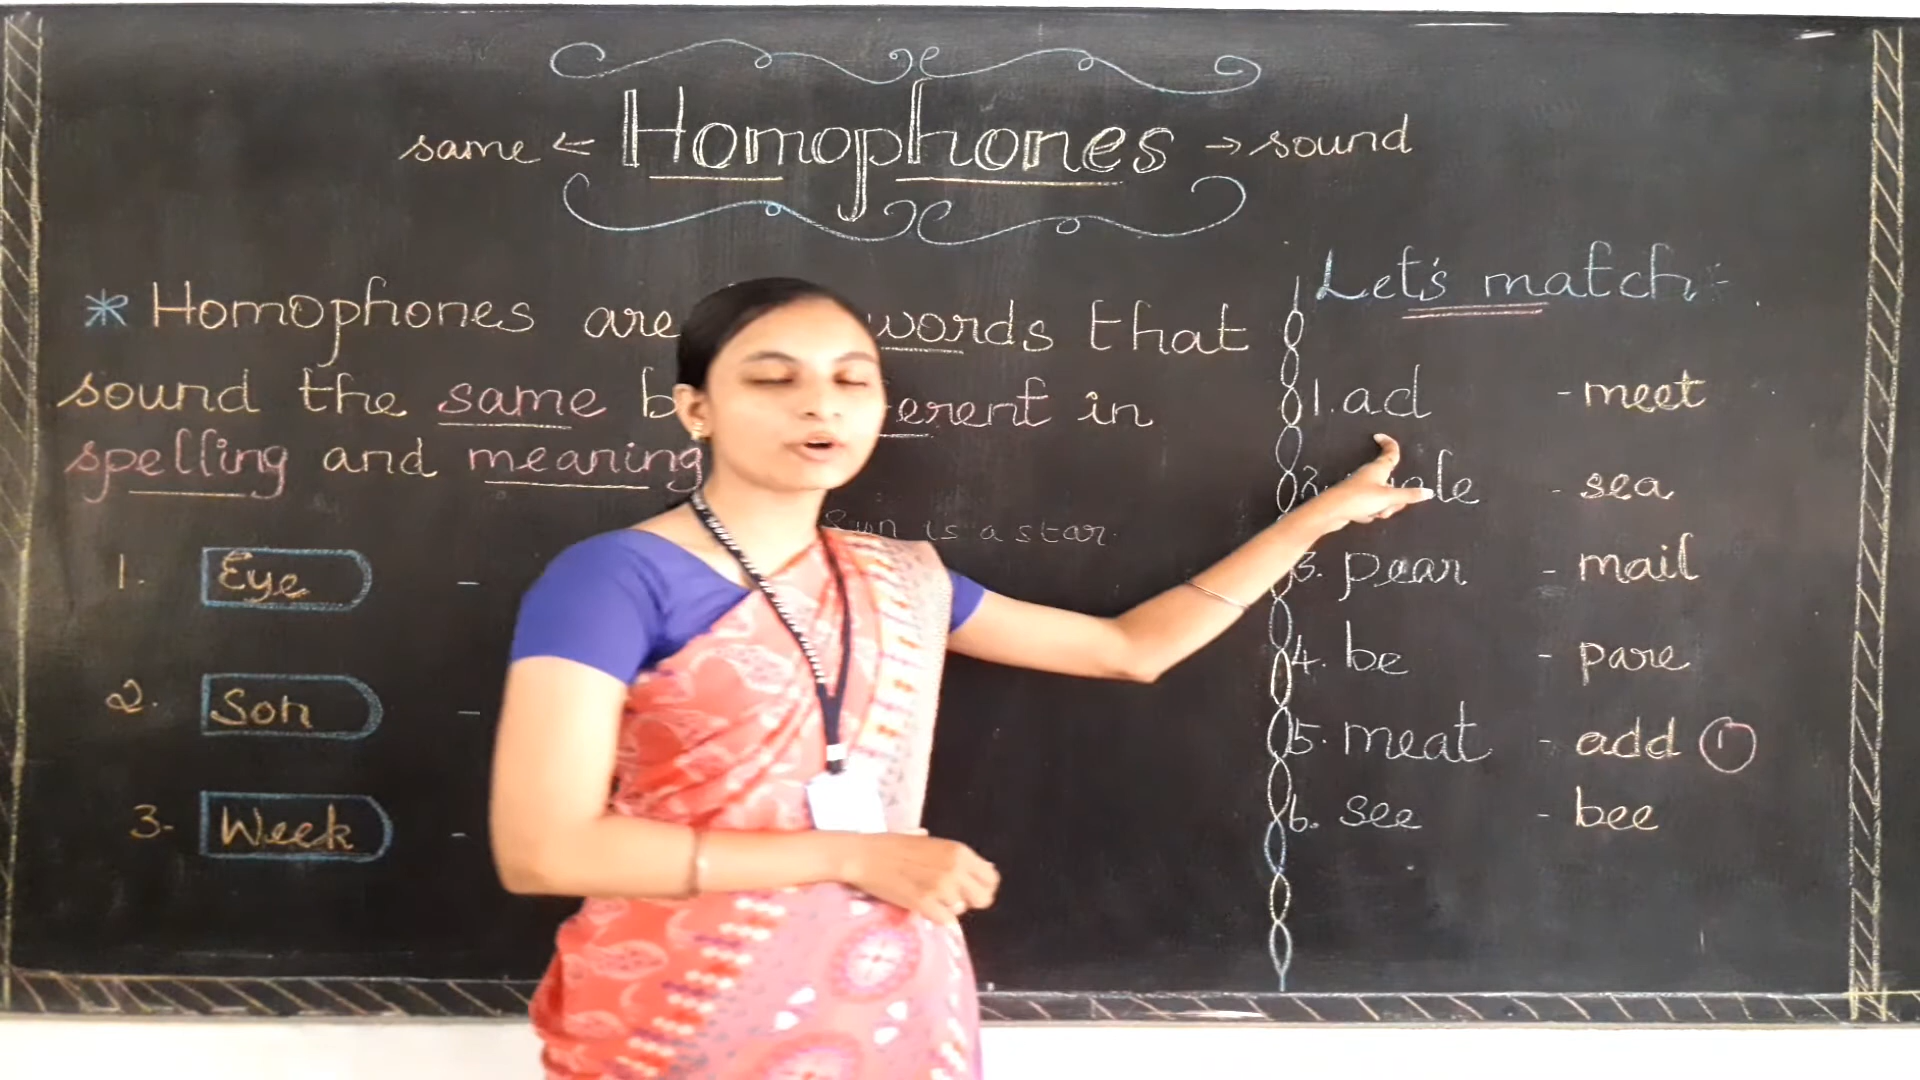 same ← Homophones → sound
* Homophones are words that
sound the same in
spelling and meaning
Sun is a star.
1. Eye -
2. Son -
3- Week -
Let's match
1. ad - meet
2. - sea
3. pear - mail
4. be - pare
5. meat - add 1
6. see - bee